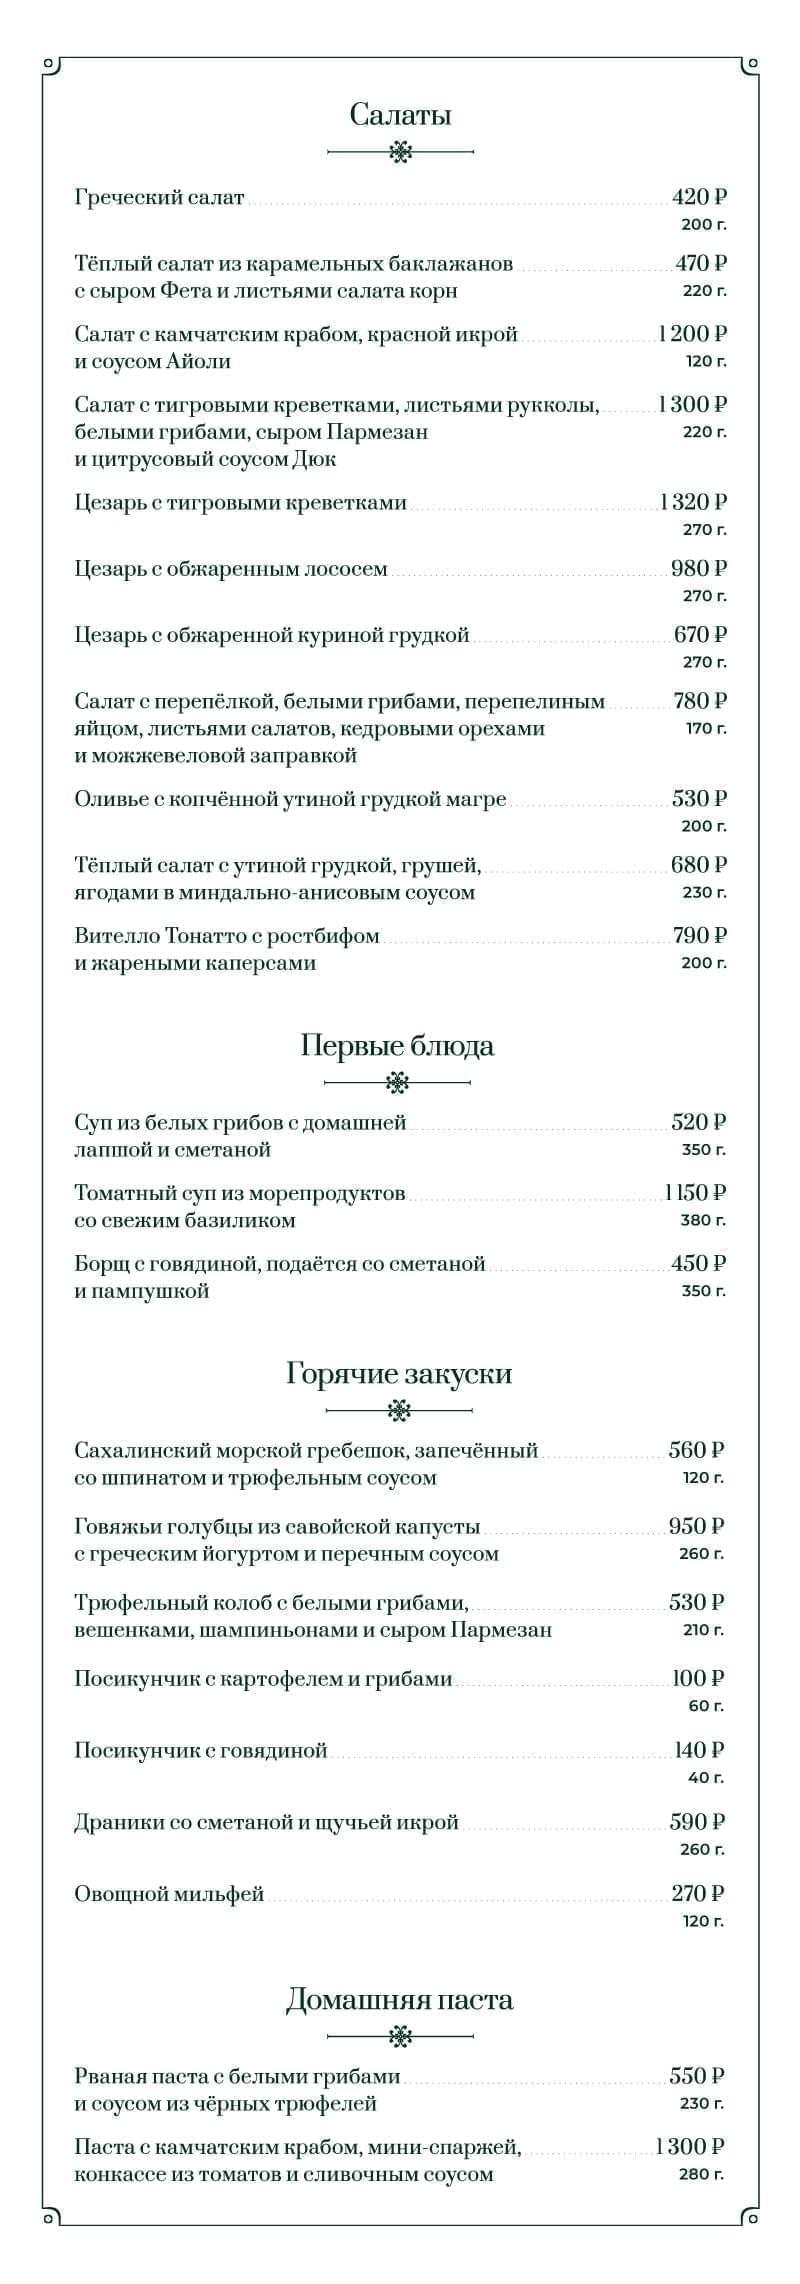 Салаты
Греческий салат 420 ₽
200 г.
Тёплый салат из карамельных баклажанов 470 ₽
с сыром Фета и листьями салата корн 220 г.
Салат с камчатским крабом, красной икрой 1 200 ₽
и соусом Айоли 120 г.
Салат с тигровыми креветками, листьями рукколы, 1 300 ₽
белыми грибами, сыром Пармезан 220 г.
и цитрусовый соусом Дюк
Цезарь с тигровыми креветками 1 320 ₽
270 г.
Цезарь с обжаренным лососем 980 ₽
270 г.
Цезарь с обжаренной куриной грудкой 670 ₽
270 г.
Салат с перепёлкой, белыми грибами, перепелиным 780 ₽
яйцом, листьями салатов, кедровыми орехами 170 г.
и можжевеловой заправкой
Оливье с копчённой утиной грудкой магре 530 ₽
200 г.
Тёплый салат с утиной грудкой, грушей, 680 ₽
ягодами в миндально-анисовым соусом 230 г.
Вителло Тонатто с ростбифом 790 ₽
и жареными каперсами 200 г.
Первые блюда
Суп из белых грибов с домашней 520 ₽
лапшой и сметаной 350 г.
Томатный суп из морепродуктов 1 150 ₽
со свежим базиликом 380 г.
Борщ с говядиной, подаётся со сметаной 450 ₽
и пампушкой 350 г.
Горячие закуски
Сахалинский морской гребешок, запечённый 560 ₽
со шпинатом и трюфельным соусом 120 г.
Говяжьи голубцы из савойской капусты 950 ₽
с греческим йогуртом и перечным соусом 260 г.
Трюфельный колоб с белыми грибами, 530 ₽
вешенками, шампиньонами и сыром Пармезан 210 г.
Посикунчик с картофелем и грибами 100 ₽
60 г.
Посикунчик с говядиной 140 ₽
40 г.
Драники со сметаной и щучьей икрой 590 ₽
260 г.
Овощной мильфей 270 ₽
120 г.
Домашняя паста
Рваная паста с белыми грибами 550 ₽
и соусом из чёрных трюфелей 230 г.
Паста с камчатским крабом, мини-спаржей, 1 300 ₽
конкассе из томатов и сливочным соусом 280 г.